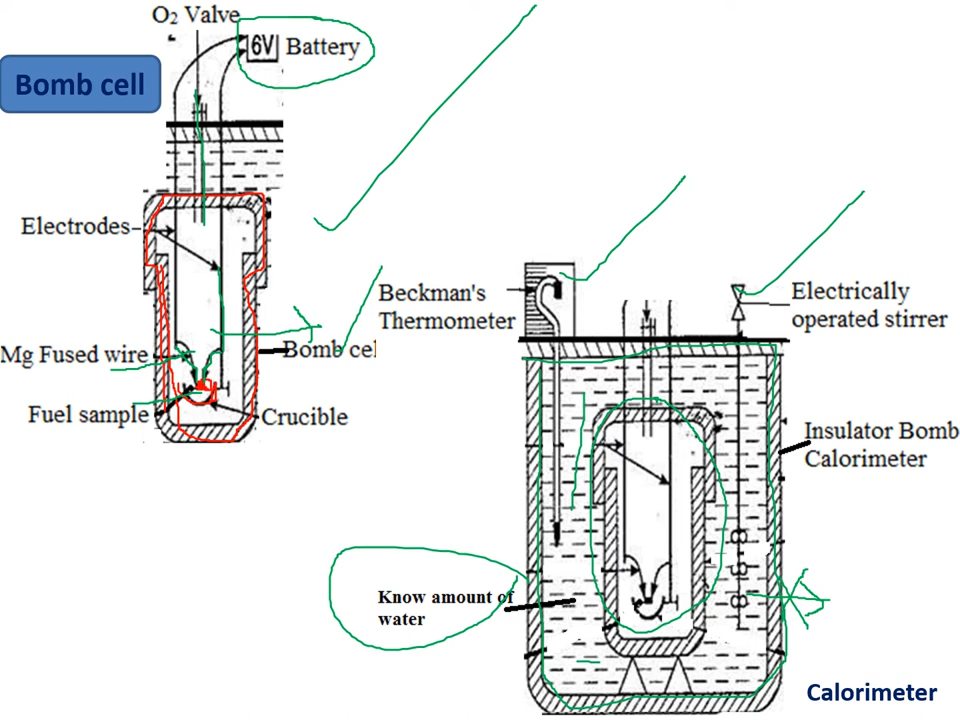 O₂ Valve
6V Battery
Bomb cell
Electrodes
Mg Fused wire
Bomb cel
Fuel sample
Crucible
Beckman's
Thermometer
Electrically
operated stirrer
Insulator Bomb
Calorimeter
Know amount of
water
Calorimeter